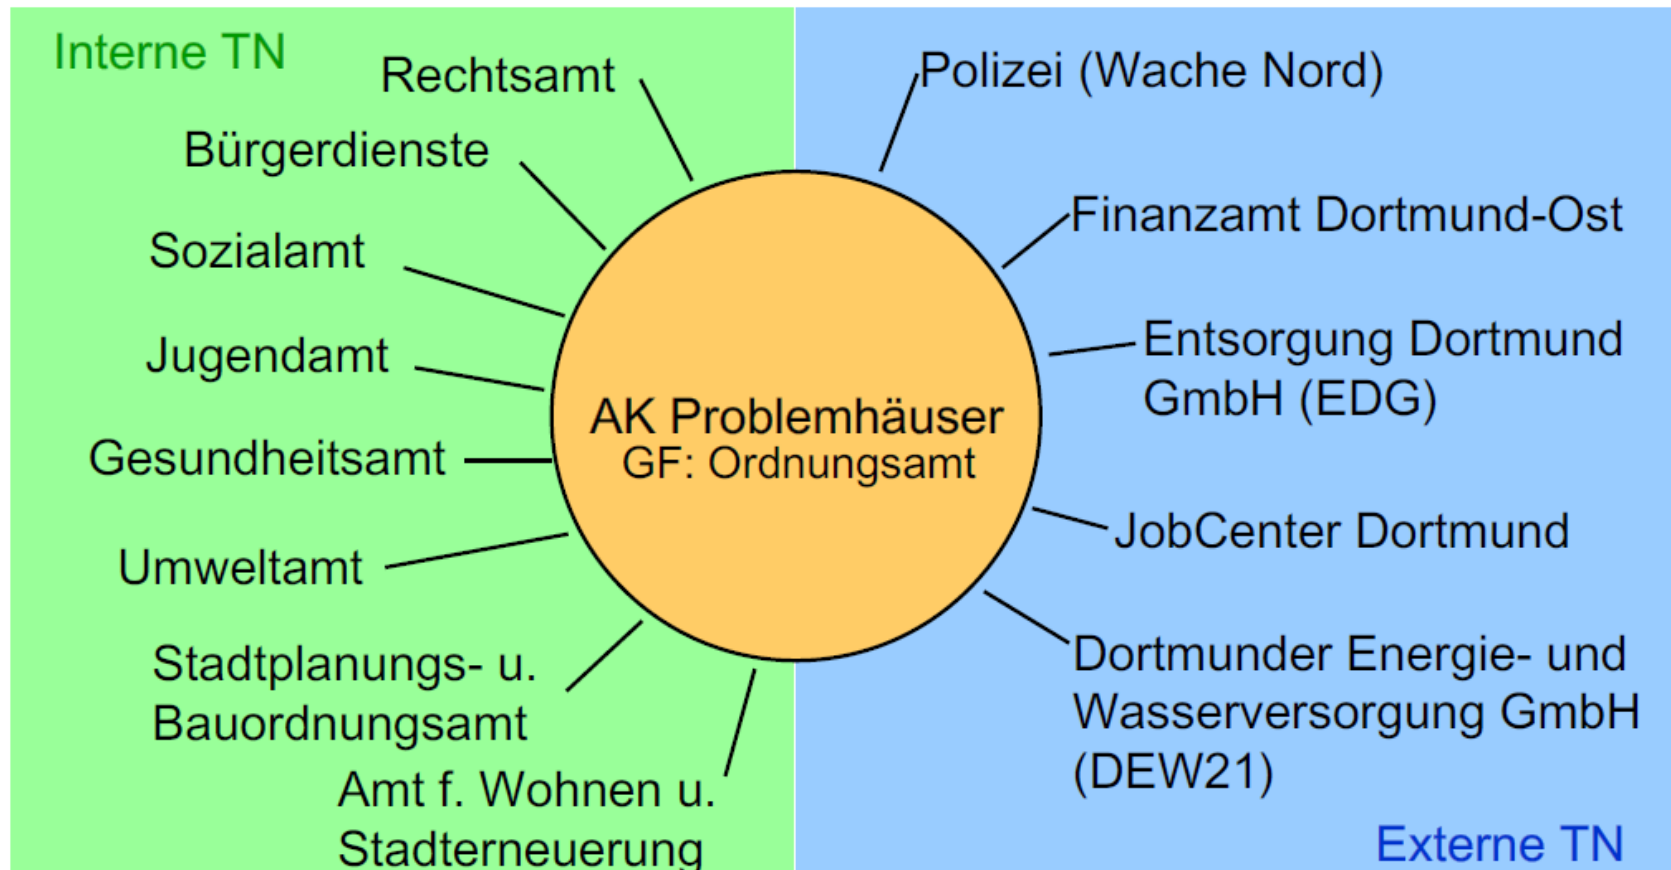 Interne TN
Rechtsamt
Bürgerdienste
Sozialamt
Jugendamt
Gesundheitsamt
Umweltamt
Stadtplanungs- u.
Bauordnungsamt
Amt f. Wohnen u.
Stadterneuerung
AK Problemhäuser
GF: Ordnungsamt
Polizei (Wache Nord)
Finanzamt Dortmund-Ost
Entsorgung Dortmund
GmbH (EDG)
JobCenter Dortmund
Dortmunder Energie- und
Wasserversorgung GmbH
(DEW21)
Externe TN